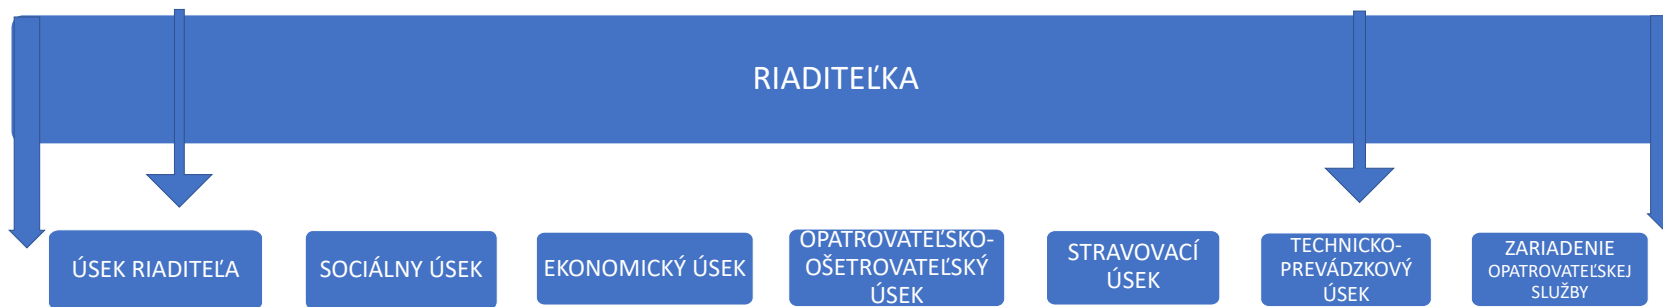 RIADITEĽKA
ÚSEK RIADITEĽA
SOCIÁLNY ÚSEK
EKONOMICKÝ ÚSEK
OPATROVATEĽSKO-
OŠETROVATEĽSKÝ
ÚSEK
STRAVOVACÍ
ÚSEK
TECHNICKO-
PREVÁDZKOVÝ
ÚSEK
ZARIADENIE
OPATROVATEĽSKEJ
SLUŽBY